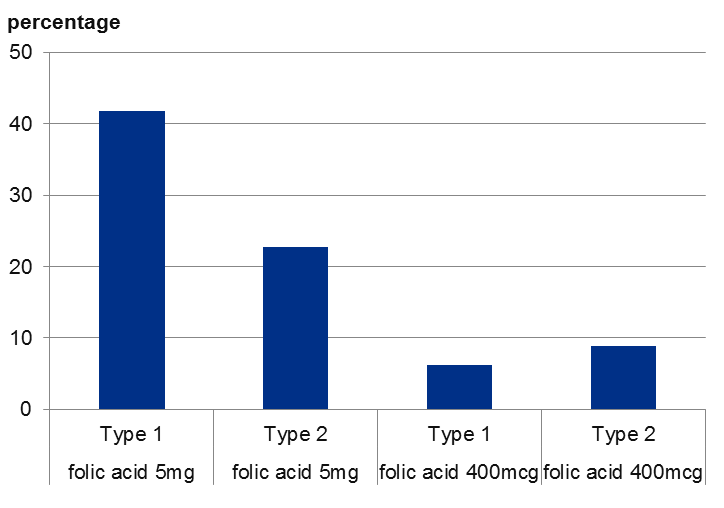 percentage
50
40
30
20
10
0
Type 1 Type 2 Type 1 Type 2
folic acid 5mg folic acid 5mg folic acid 400mcg folic acid 400mcg